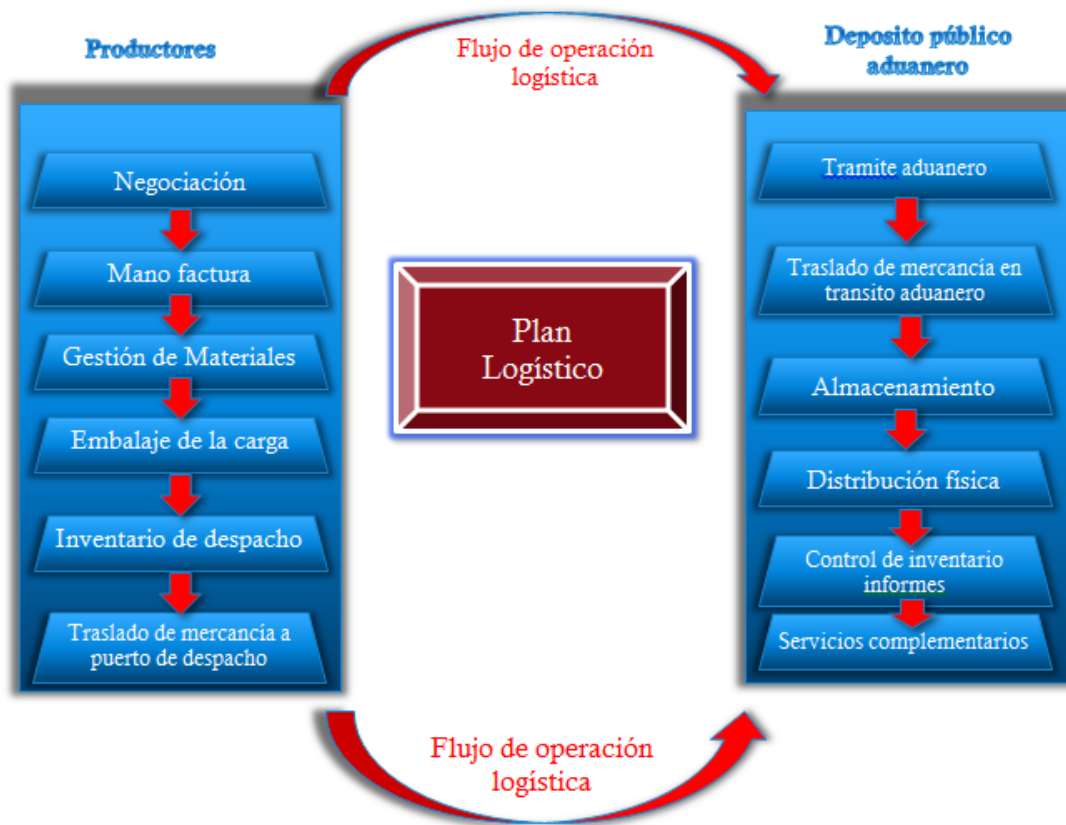 Productores
Negociación
Mano factura
Gestión de Materiales
Embalaje de la carga
Inventario de despacho
Traslado de mercancía a
puerto de despacho
Flujo de operación
logística
Plan
Logístico
Flujo de operación
logística
Deposito público
aduanero
Tramite aduanero
Traslado de mercancía en
transito aduanero
Almacenamiento
Distribución física
Control de inventario
informes
Servicios complementarios